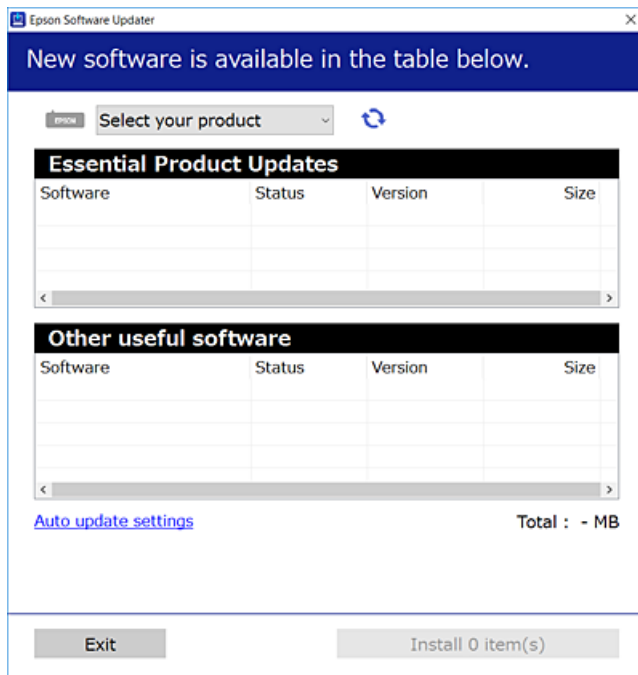 Epson Software Updater
New software is available in the table below.
EPSON Select your product
Essential Product Updates
Software Status Version Size
Other useful software
Software Status Version Size
Auto update settings Total : - MB
Exit Install 0 item(s)